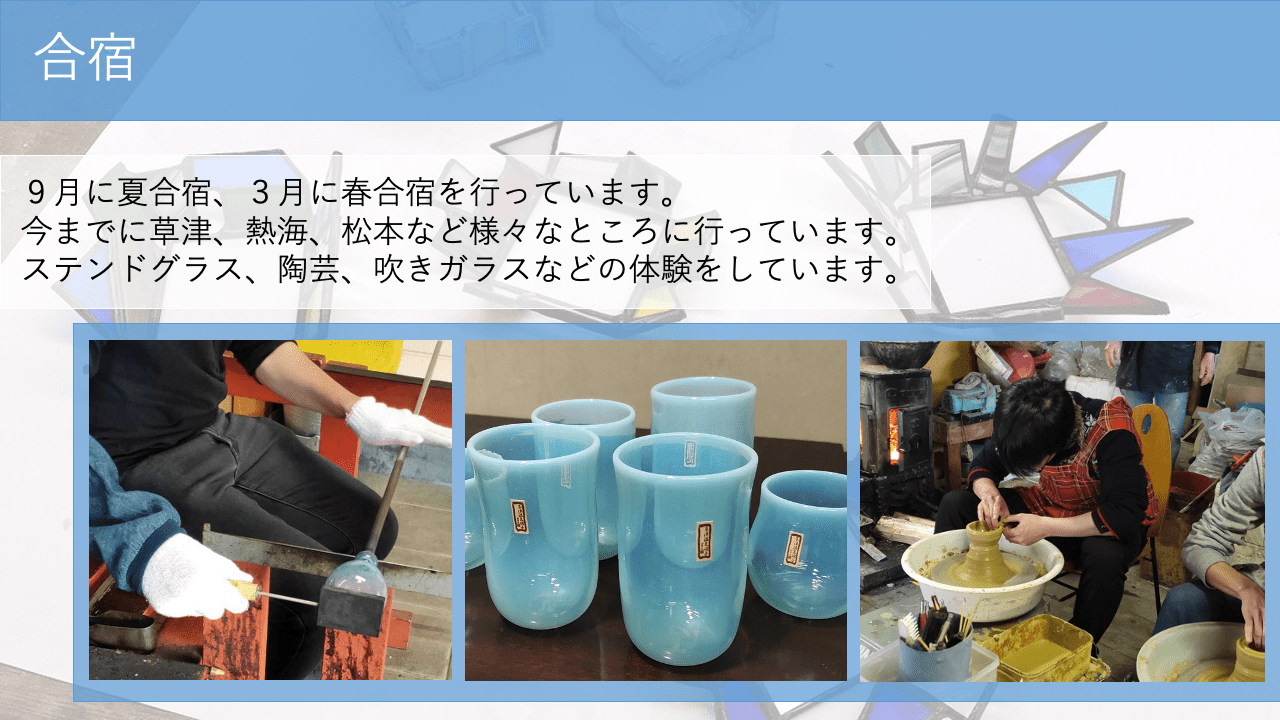 合宿
９月に夏合宿、３月に春合宿を行っています。
今までに草津、熱海、松本など様々なところに行っています。
ステンドグラス、陶芸、吹きガラスなどの体験をしています。